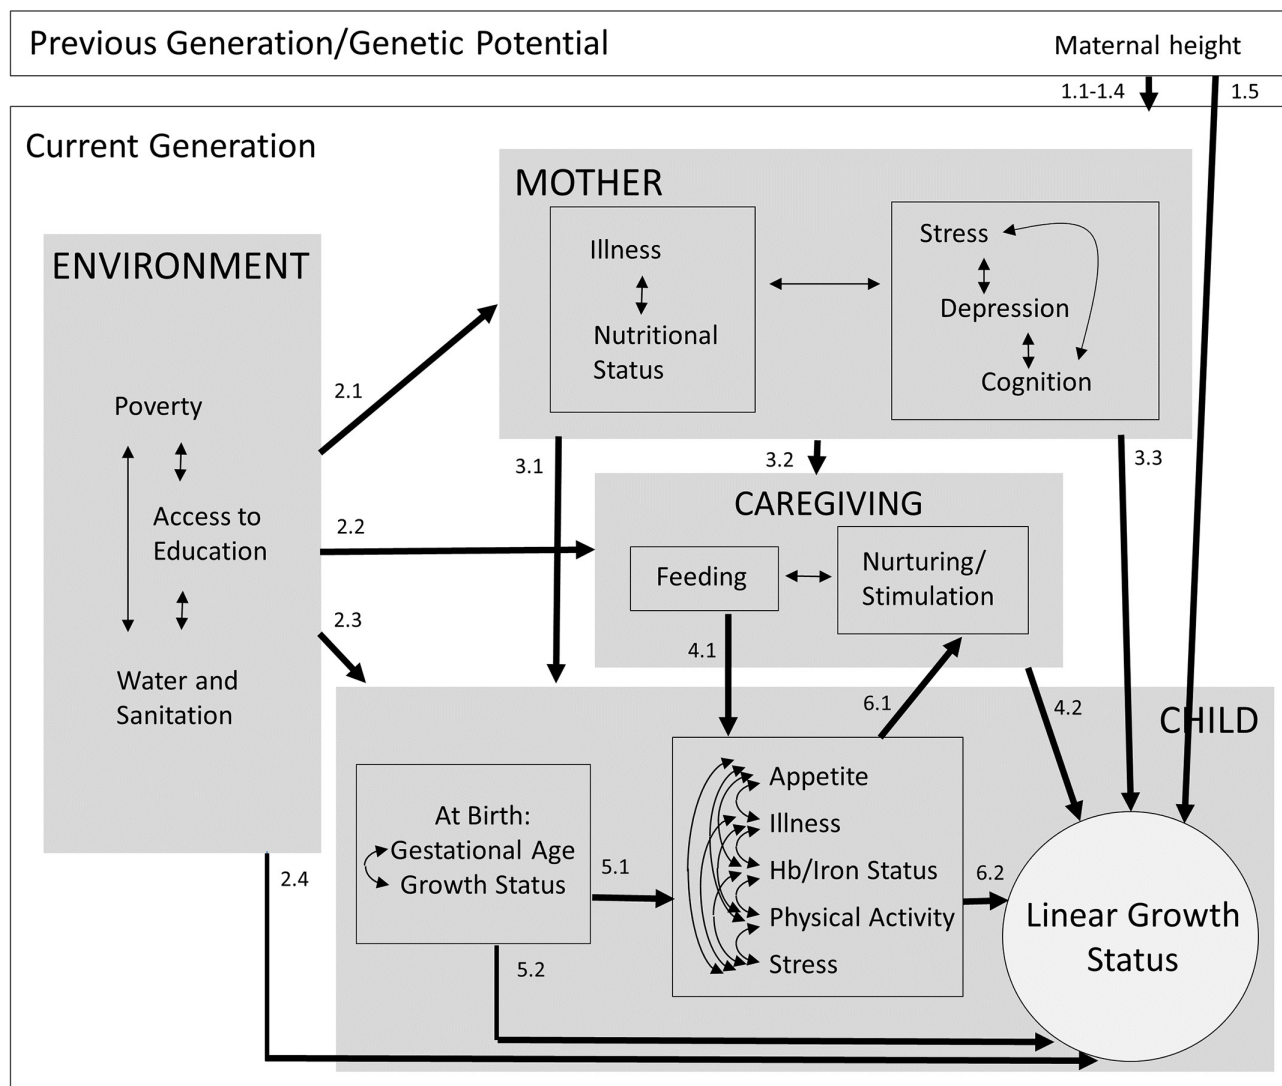 Previous Generation/Genetic Potential
Maternal height
1.1-1.4
1.5
Current Generation
MOTHER
Illness
Nutritional
Status
Stress
Depression
Cognition
ENVIRONMENT
Poverty
Access to
Education
Water and
Sanitation
2.1
2.2
2.3
2.4
3.1
3.2
3.3
CAREGIVING
Feeding
Nurturing/
Stimulation
4.1
6.1
4.2
CHILD
At Birth:
Gestational Age
Growth Status
5.1
5.2
Appetite
Illness
Hb/Iron Status
Physical Activity
Stress
6.2
Linear Growth
Status